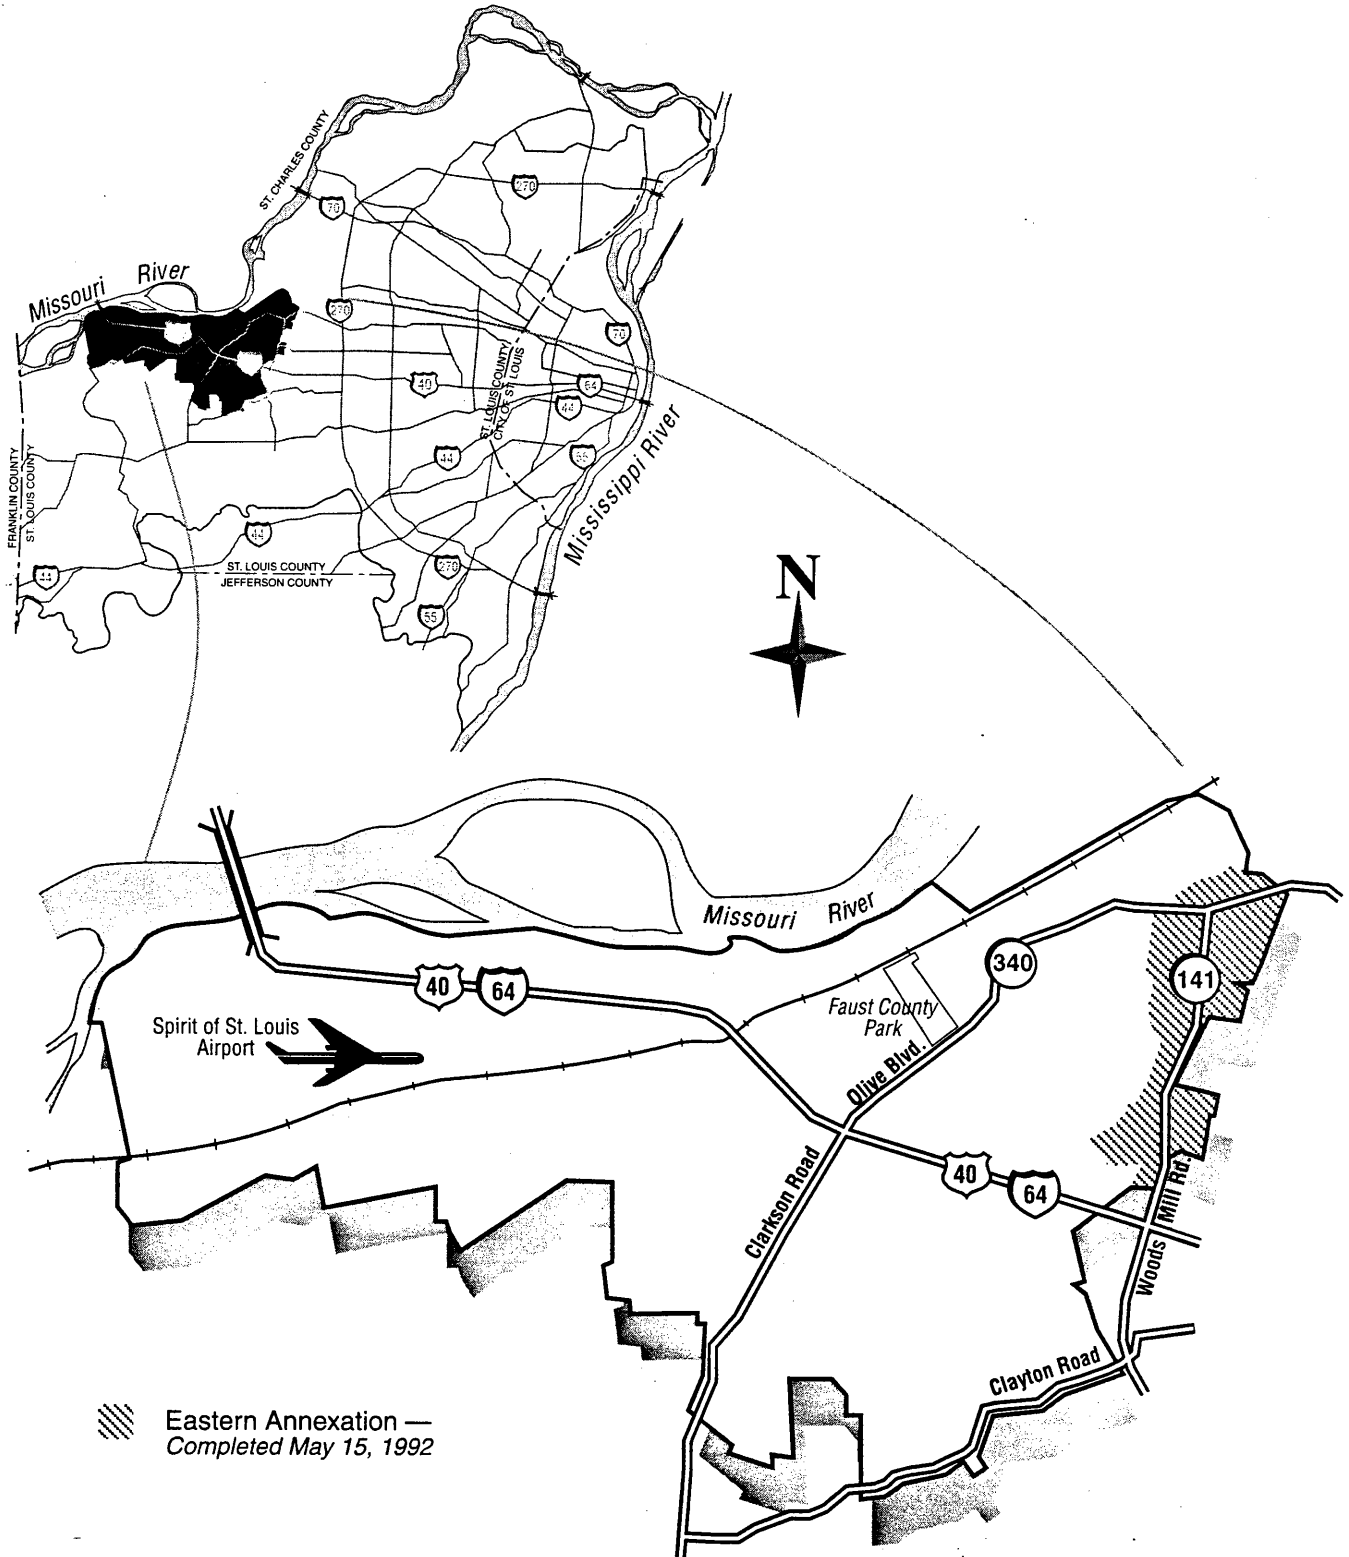 ST. CHARLES COUNTY
270
70
Missouri River
270
70
ST. LOUIS COUNTY
CITY OF ST. LOUIS
40
64
44
44
55
Mississippi River
FRANKLIN COUNTY
ST. LOUIS COUNTY
44
44
ST. LOUIS COUNTY
JEFFERSON COUNTY
270
55
N
Missouri River
340
141
40
64
Faust County
Park
Spirit of St. Louis
Airport
Olive Blvd.
Clarkson Road
40
64
Woods Mill Rd.
Clayton Road
Eastern Annexation —
Completed May 15, 1992